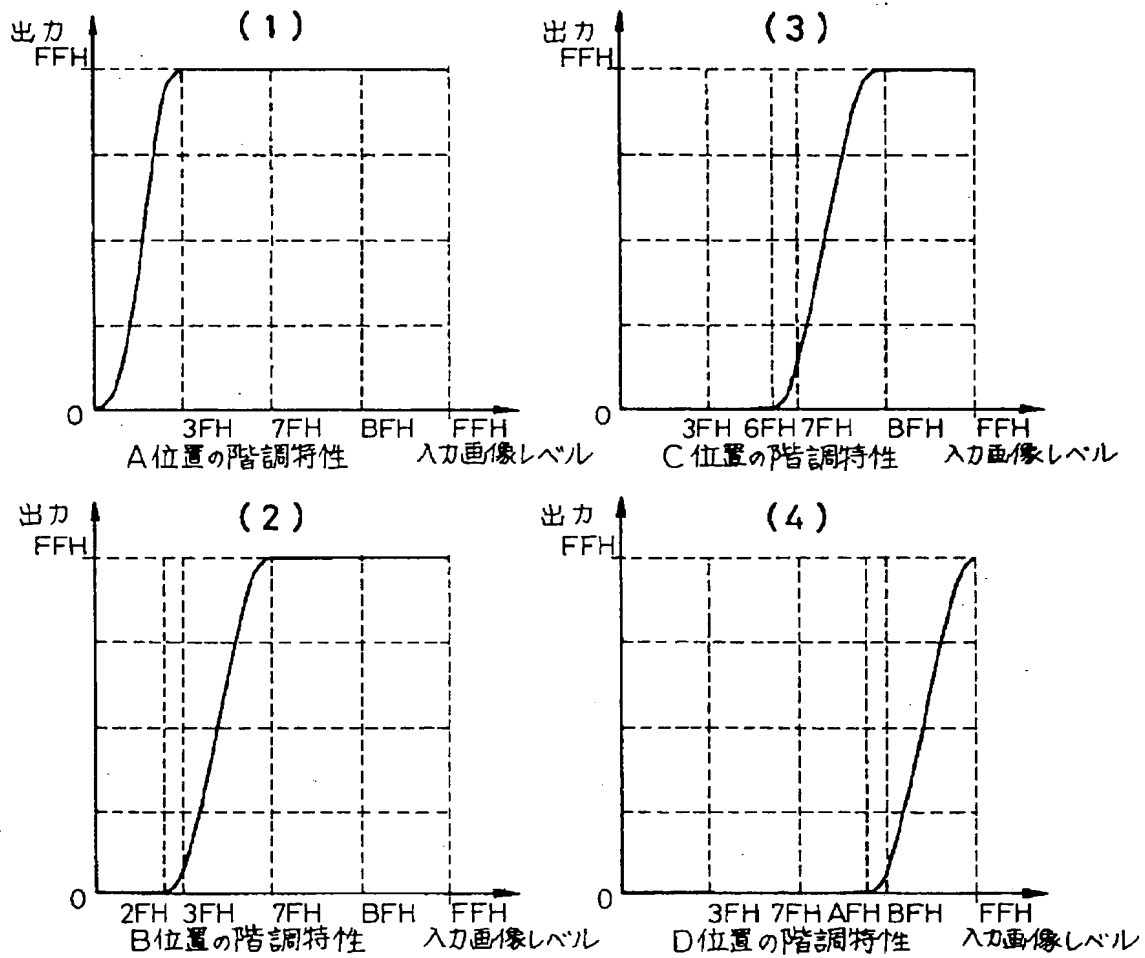 (1)
出力
FFH
0
3FH 7FH BFH FFH
A位置の階調特性 入力画像レベル
(3)
出力
FFH
0
3FH 6FH 7FH BFH FFH
C位置の階調特性 入力画像レベル
(2)
出力
FFH
0
2FH 3FH 7FH BFH FFH
B位置の階調特性 入力画像レベル
(4)
出力
FFH
0
3FH 7FH AFH BFH FFH
D位置の階調特性 入力画像レベル